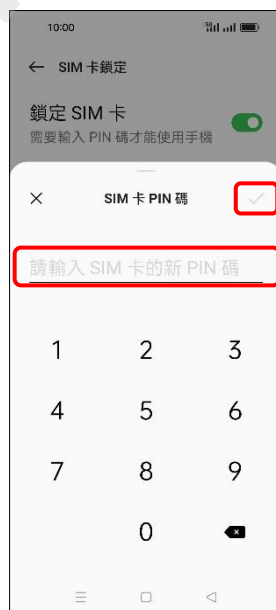 10:00
5G
← SIM 卡鎖定
鎖定 SIM 卡
需要輸入 PIN 碼才能使用手機
SIM 卡 PIN 碼
請輸入 SIM 卡的新 PIN 碼
1 2 3
4 5 6
7 8 9
0